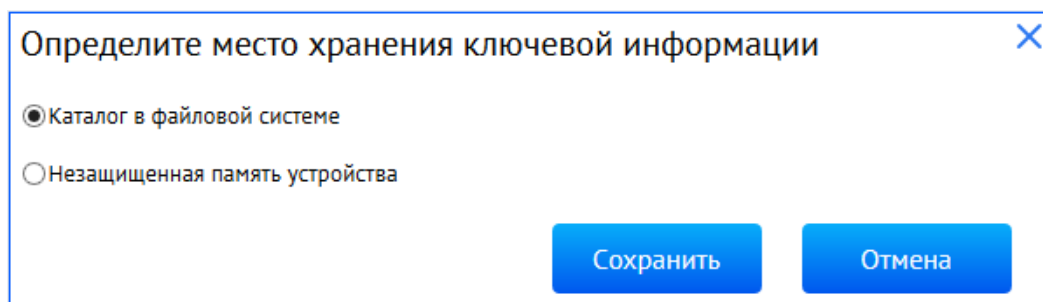 Определите место хранения ключевой информации
Каталог в файловой системе
Незащищенная память устройства
Сохранить Отмена